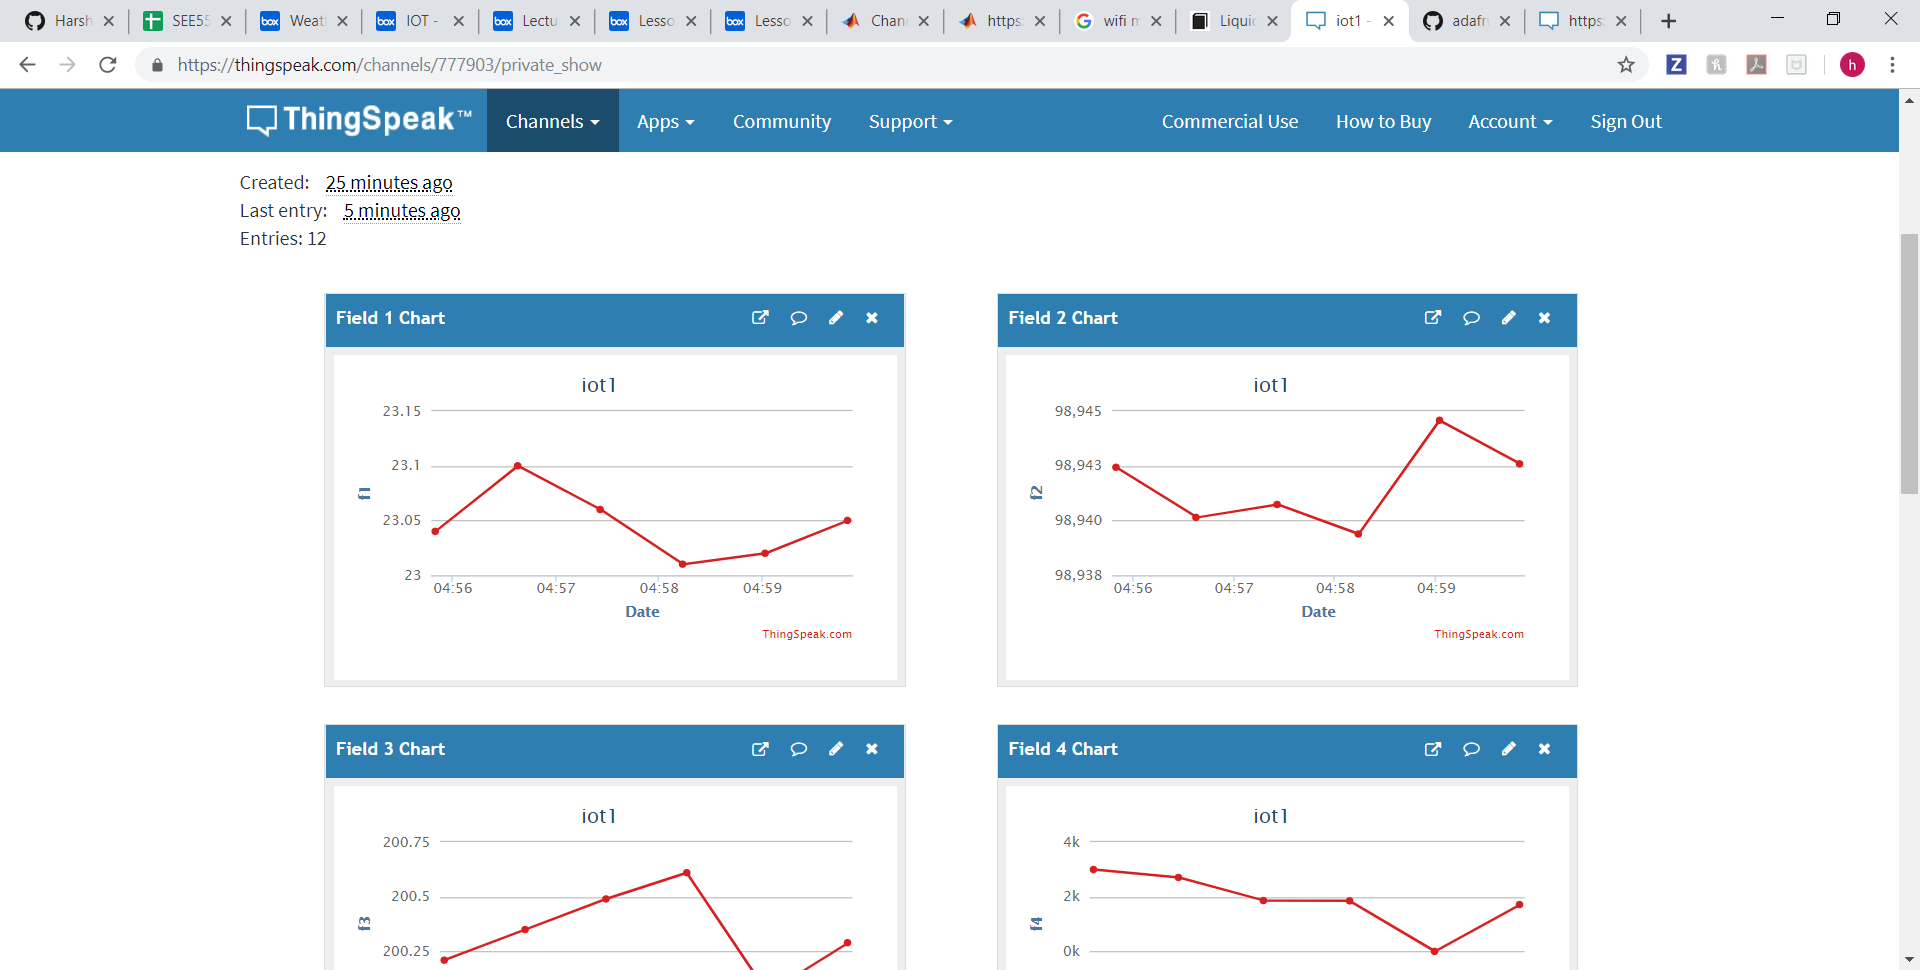 Harsh
SEE55
Weath
IOT -
Lectu
Lesso
Lesso
Chan
https:
wifi m
Liquid
iot1 -
adafru
https:
https://thingspeak.com/channels/777903/private_show
Z
h
ThingSpeak™
Channels
Apps
Community
Support
Commercial Use
How to Buy
Account
Sign Out
Created: 25 minutes ago
Last entry: 5 minutes ago
Entries: 12
Field 1 Chart
iot1
23.15
23.1
23.05
23
f1
04:56 04:57 04:58 04:59
Date
ThingSpeak.com
Field 2 Chart
iot1
98,945
98,943
98,940
98,938
f2
04:56 04:57 04:58 04:59
Date
ThingSpeak.com
Field 3 Chart
iot1
200.75
200.5
200.25
f3
Field 4 Chart
iot1
4k
2k
0k
f4